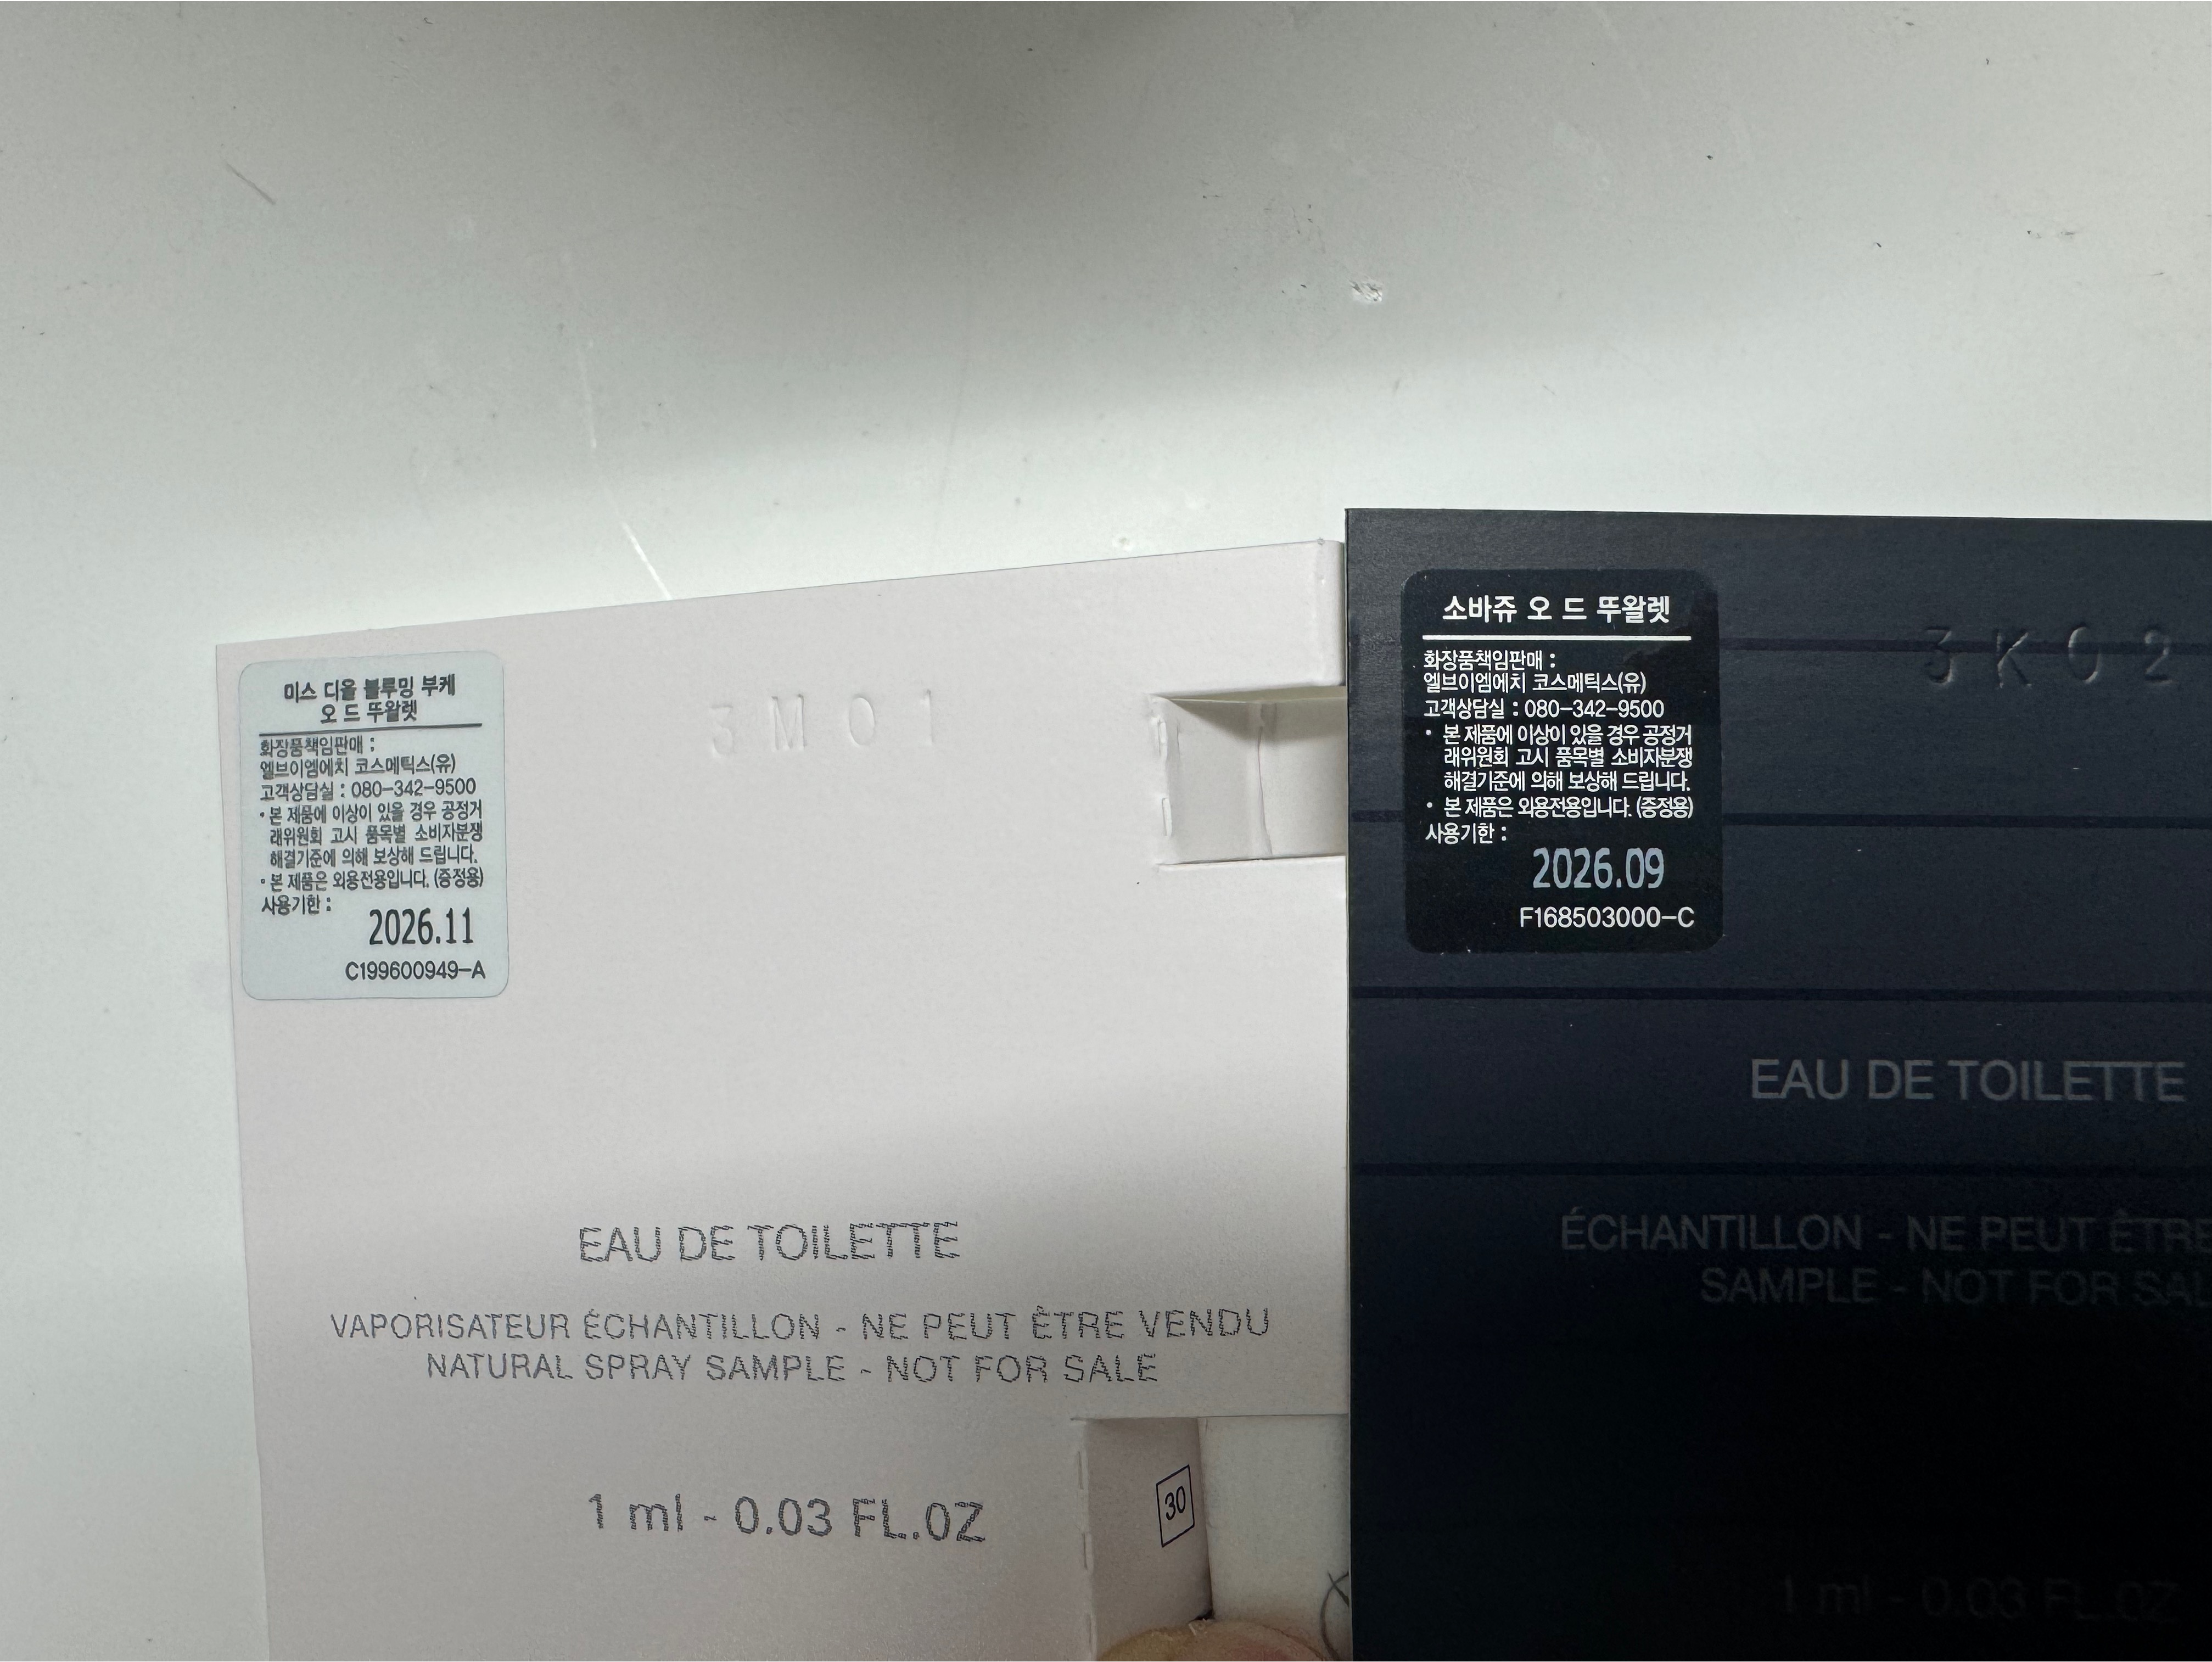 미스 디올 블루밍 부케
오 드 뚜왈렛
화장품책임판매 :
엘브이엠에치 코스메틱스(유)
고객상담실 : 080-342-9500
• 본 제품에 이상이 있을 경우 공정거
래위원회 고시 품목별 소비자분쟁
해결기준에 의해 보상해 드립니다.
• 본 제품은 외용전용입니다. (증정용)
사용기한 :
2026.11
C199600949-A
3M01
EAU DE TOILETTE
VAPORISATEUR ÉCHANTILLON - NE PEUT ÊTRE VENDU
NATURAL SPRAY SAMPLE - NOT FOR SALE
1 ml - 0.03 FL.OZ
30
소바쥬 오 드 뚜왈렛
화장품책임판매 :
엘브이엠에치 코스메틱스(유)
고객상담실 : 080-342-9500
• 본 제품에 이상이 있을 경우 공정거
래위원회 고시 품목별 소비자분쟁
해결기준에 의해 보상해 드립니다.
• 본 제품은 외용전용입니다. (증정용)
사용기한 :
2026.09
F168503000-C
3K02
EAU DE TOILETTE
ÉCHANTILLON - NE PEUT ÊTRE
SAMPLE - NOT FOR SAL
1 ml - 0.03 FL.OZ